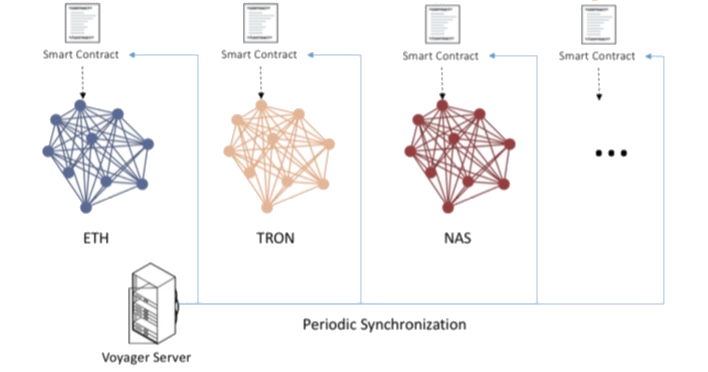 Smart Contract
Smart Contract
Smart Contract
Smart Contract
ETH
TRON
NAS
Periodic Synchronization
Voyager Server